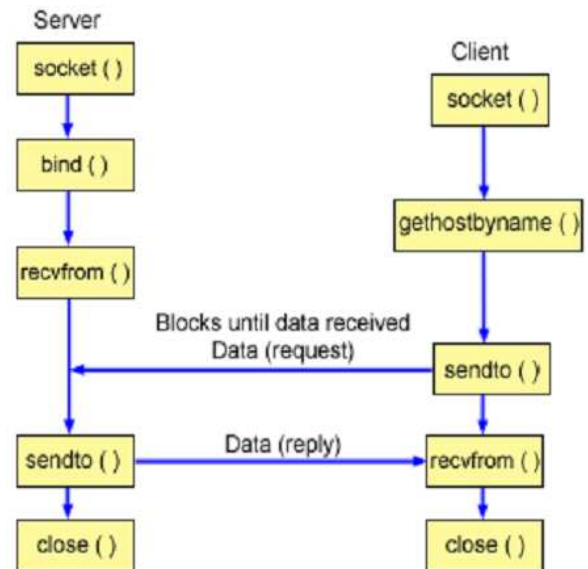 Server
socket ( )
bind ( )
recvfrom ( )
Client
socket ( )
gethostbyname ( )
Blocks until data received
Data (request)
sendto ( )
sendto ( )
Data (reply)
recvfrom ( )
close ( )
close ( )